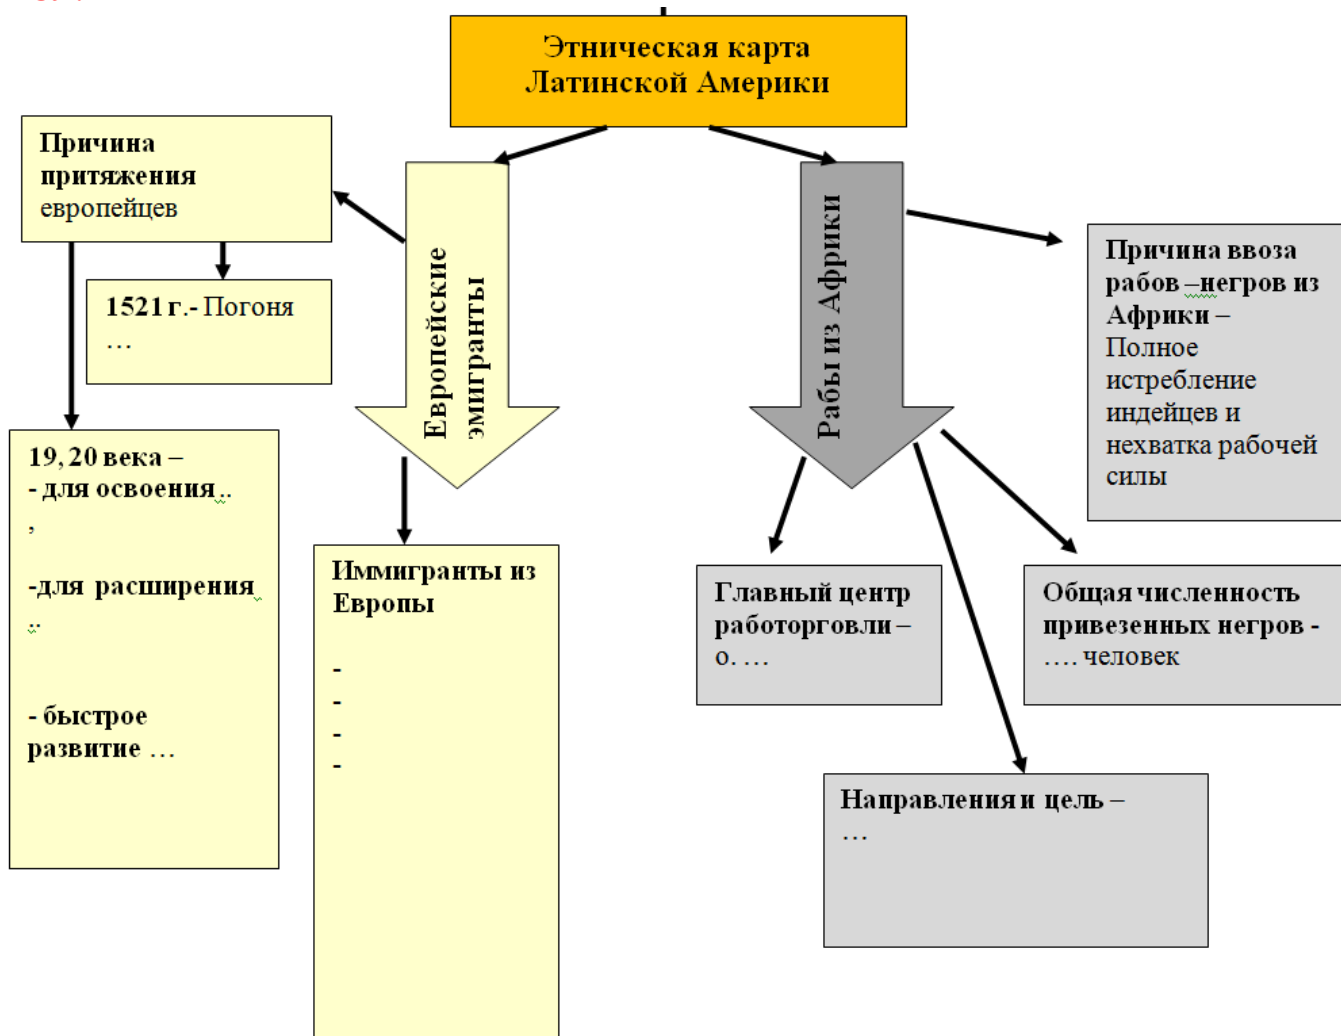 Этническая карта
Латинской Америки
Причина
притяжения
европейцев
1521 г.- Погоня
…
19, 20 века –
- для освоения ..
,
-для расширения
..
- быстрое
развитие …
Европейские
эмигранты
Иммигранты из
Европы
-
-
-
-
Рабы из Африки
Причина ввоза
рабов –негров из
Африки –
Полное
истребление
индейцев и
нехватка рабочей
силы
Главный центр
работорговли –
о. …
Общая численность
привезенных негров -
…. человек
Направления и цель –
…